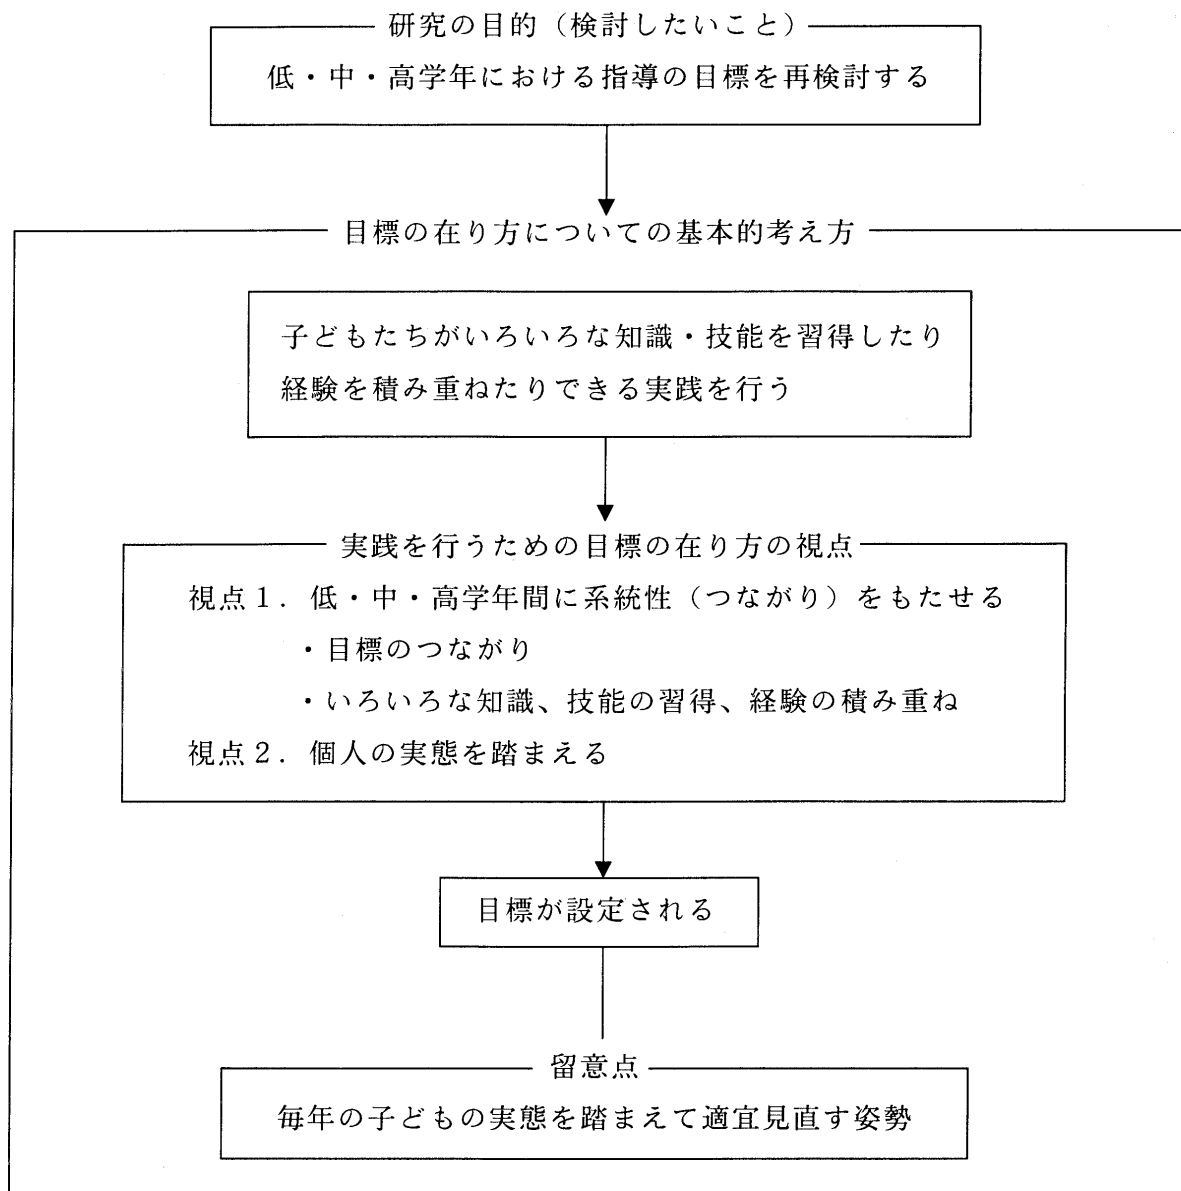 研究の目的（検討したいこと）
低・中・高学年における指導の目標を再検討する
目標の在り方についての基本的考え方
子どもたちがいろいろな知識・技能を習得したり
経験を積み重ねたりできる実践を行う
実践を行うための目標の在り方の視点
視点１．低・中・高学年間に系統性（つながり）をもたせる
・目標のつながり
・いろいろな知識、技能の習得、経験の積み重ね
視点２．個人の実態を踏まえる
目標が設定される
留意点
毎年の子どもの実態を踏まえて適宜見直す姿勢